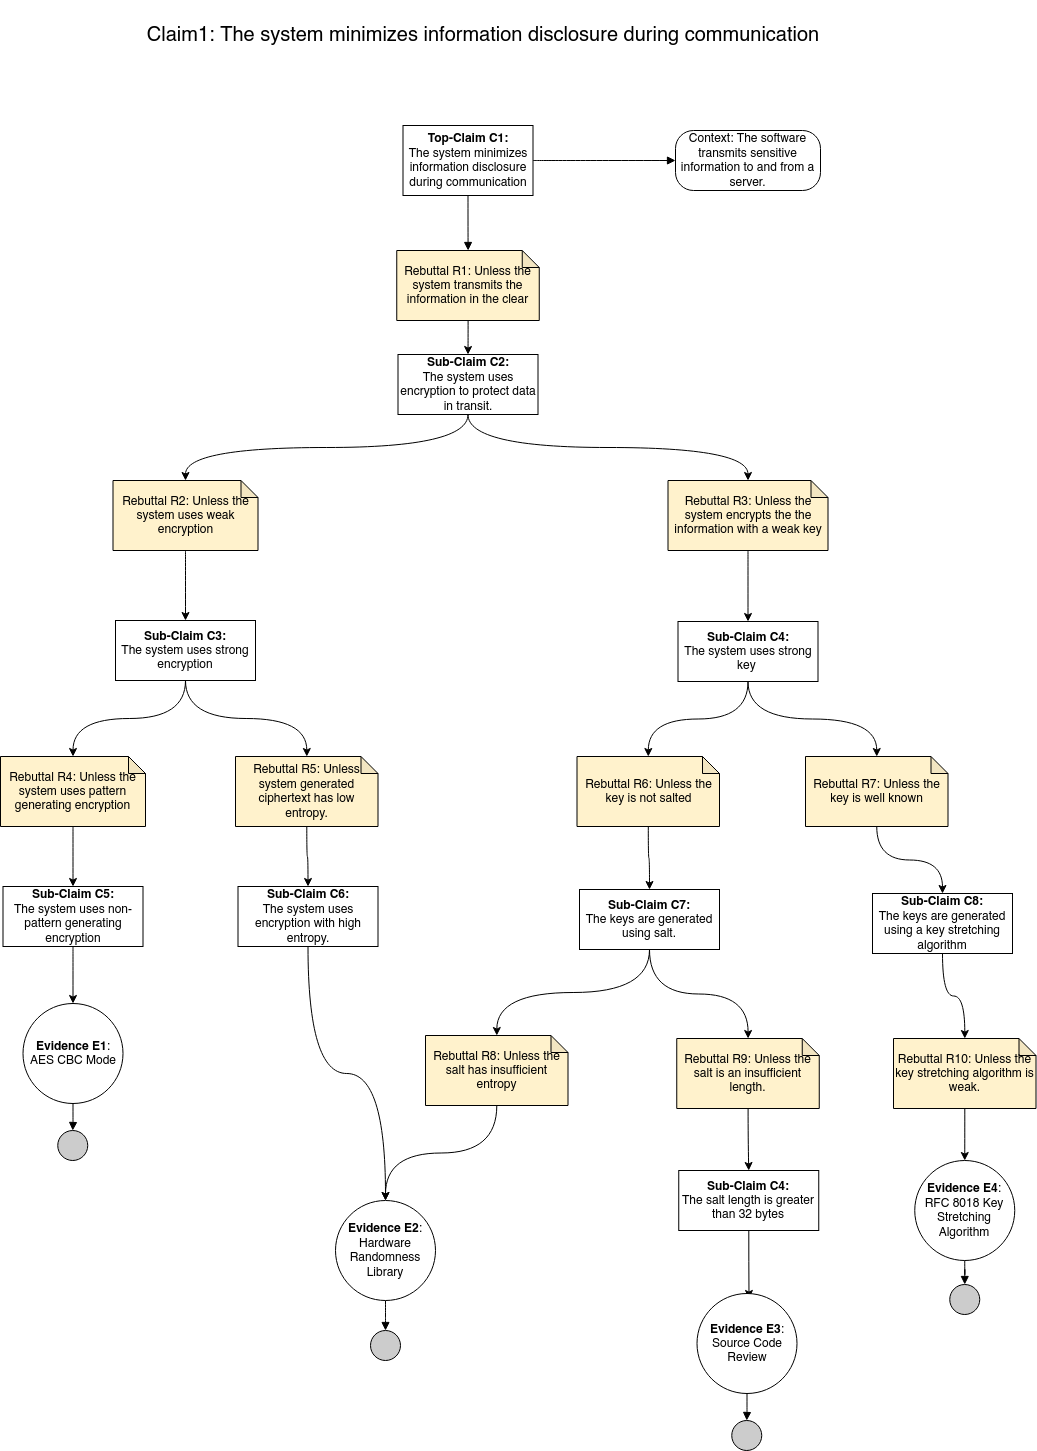 Claim1: The system minimizes information disclosure during communication
Top-Claim C1:
The system minimizes
information disclosure
during communication
Context: The software
transmits sensitive
information to and from a
server.
Rebuttal R1: Unless the
system transmits the
information in the clear
Sub-Claim C2:
The system uses
encryption to protect data
in transit.
Rebuttal R2: Unless the
system uses weak
encryption
Rebuttal R3: Unless the
system encrypts the the
information with a weak key
Sub-Claim C3:
The system uses strong
encryption
Sub-Claim C4:
The system uses strong
key
Rebuttal R4: Unless the
system uses pattern
generating encryption
Rebuttal R5: Unless
system generated
ciphertext has low
entropy.
Rebuttal R6: Unless the
key is not salted
Rebuttal R7: Unless the
key is well known
Sub-Claim C5:
The system uses non-
pattern generating
encryption
Sub-Claim C6:
The system uses
encryption with high
entropy.
Sub-Claim C7:
The keys are generated
using salt.
Sub-Claim C8:
The keys are generated
using a key stretching
algorithm
Evidence E1:
AES CBC Mode
Rebuttal R8: Unless the
salt has insufficient
entropy
Rebuttal R9: Unless the
salt is an insufficient
length.
Rebuttal R10: Unless the
key stretching algorithm is
weak.
Evidence E2:
Hardware
Randomness
Library
Sub-Claim C4:
The salt length is greater
than 32 bytes
Evidence E4:
RFC 8018 Key
Stretching
Algorithm
Evidence E3:
Source Code
Review